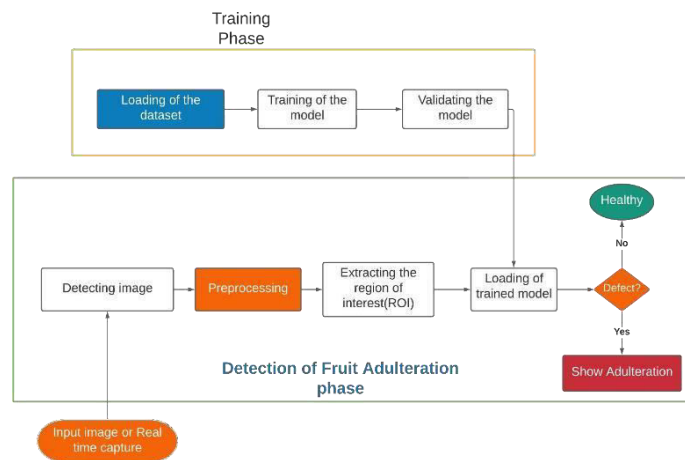 Training
Phase
Loading of the
dataset
Training of the
model
Validating the
model
Healthy
No
Detecting image
Preprocessing
Extracting the
region of
interest(ROI)
Loading of
trained model
Defect?
Yes
Show Adulteration
Detection of Fruit Adulteration
phase
Input image or Real
time capture